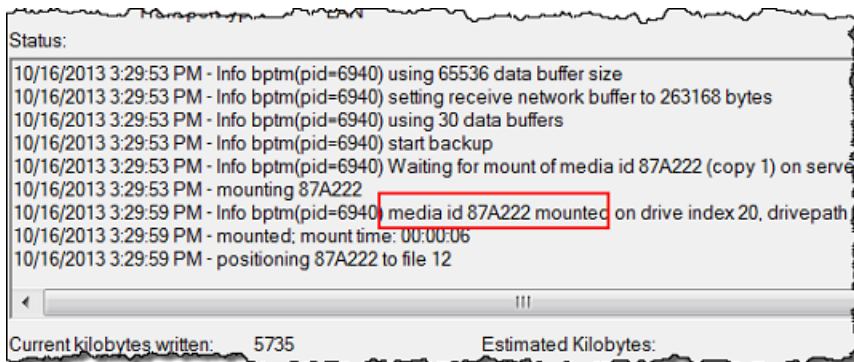 Status:
10/16/2013 3:29:53 PM - Info bptm(pid=6940) using 65536 data buffer size
10/16/2013 3:29:53 PM - Info bptm(pid=6940) setting receive network buffer to 263168 bytes
10/16/2013 3:29:53 PM - Info bptm(pid=6940) using 30 data buffers
10/16/2013 3:29:53 PM - Info bptm(pid=6940) start backup
10/16/2013 3:29:53 PM - Info bptm(pid=6940) Waiting for mount of media id 87A222 (copy 1) on serve
10/16/2013 3:29:53 PM - mounting 87A222
10/16/2013 3:29:59 PM - Info bptm(pid=6940) media id 87A222 mounted on drive index 20, drivepath
10/16/2013 3:29:59 PM - mounted; mount time: 00:00:06
10/16/2013 3:29:59 PM - positioning 87A222 to file 12
Current kilobytes written: 5735 Estimated Kilobytes: